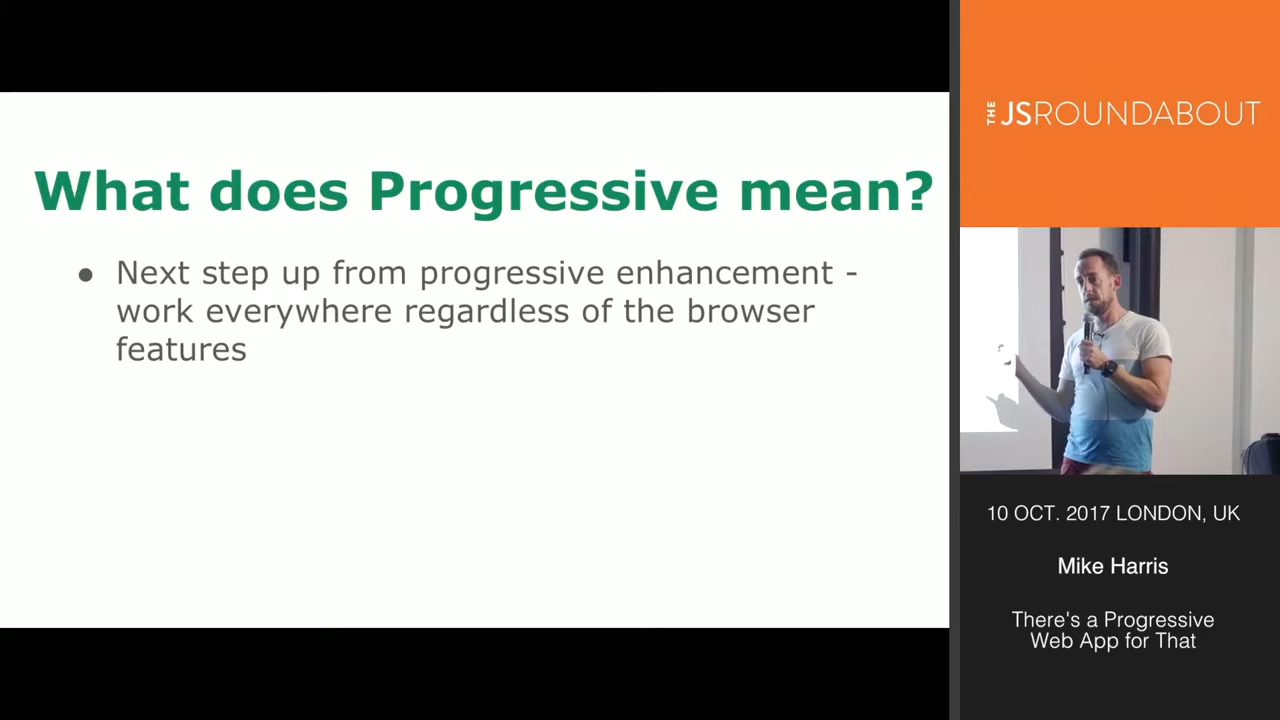 What does Progressive mean?
● Next step up from progressive enhancement -
work everywhere regardless of the browser
features
THE JSROUNDABOUT
10 OCT. 2017 LONDON, UK
Mike Harris
There's a Progressive
Web App for That